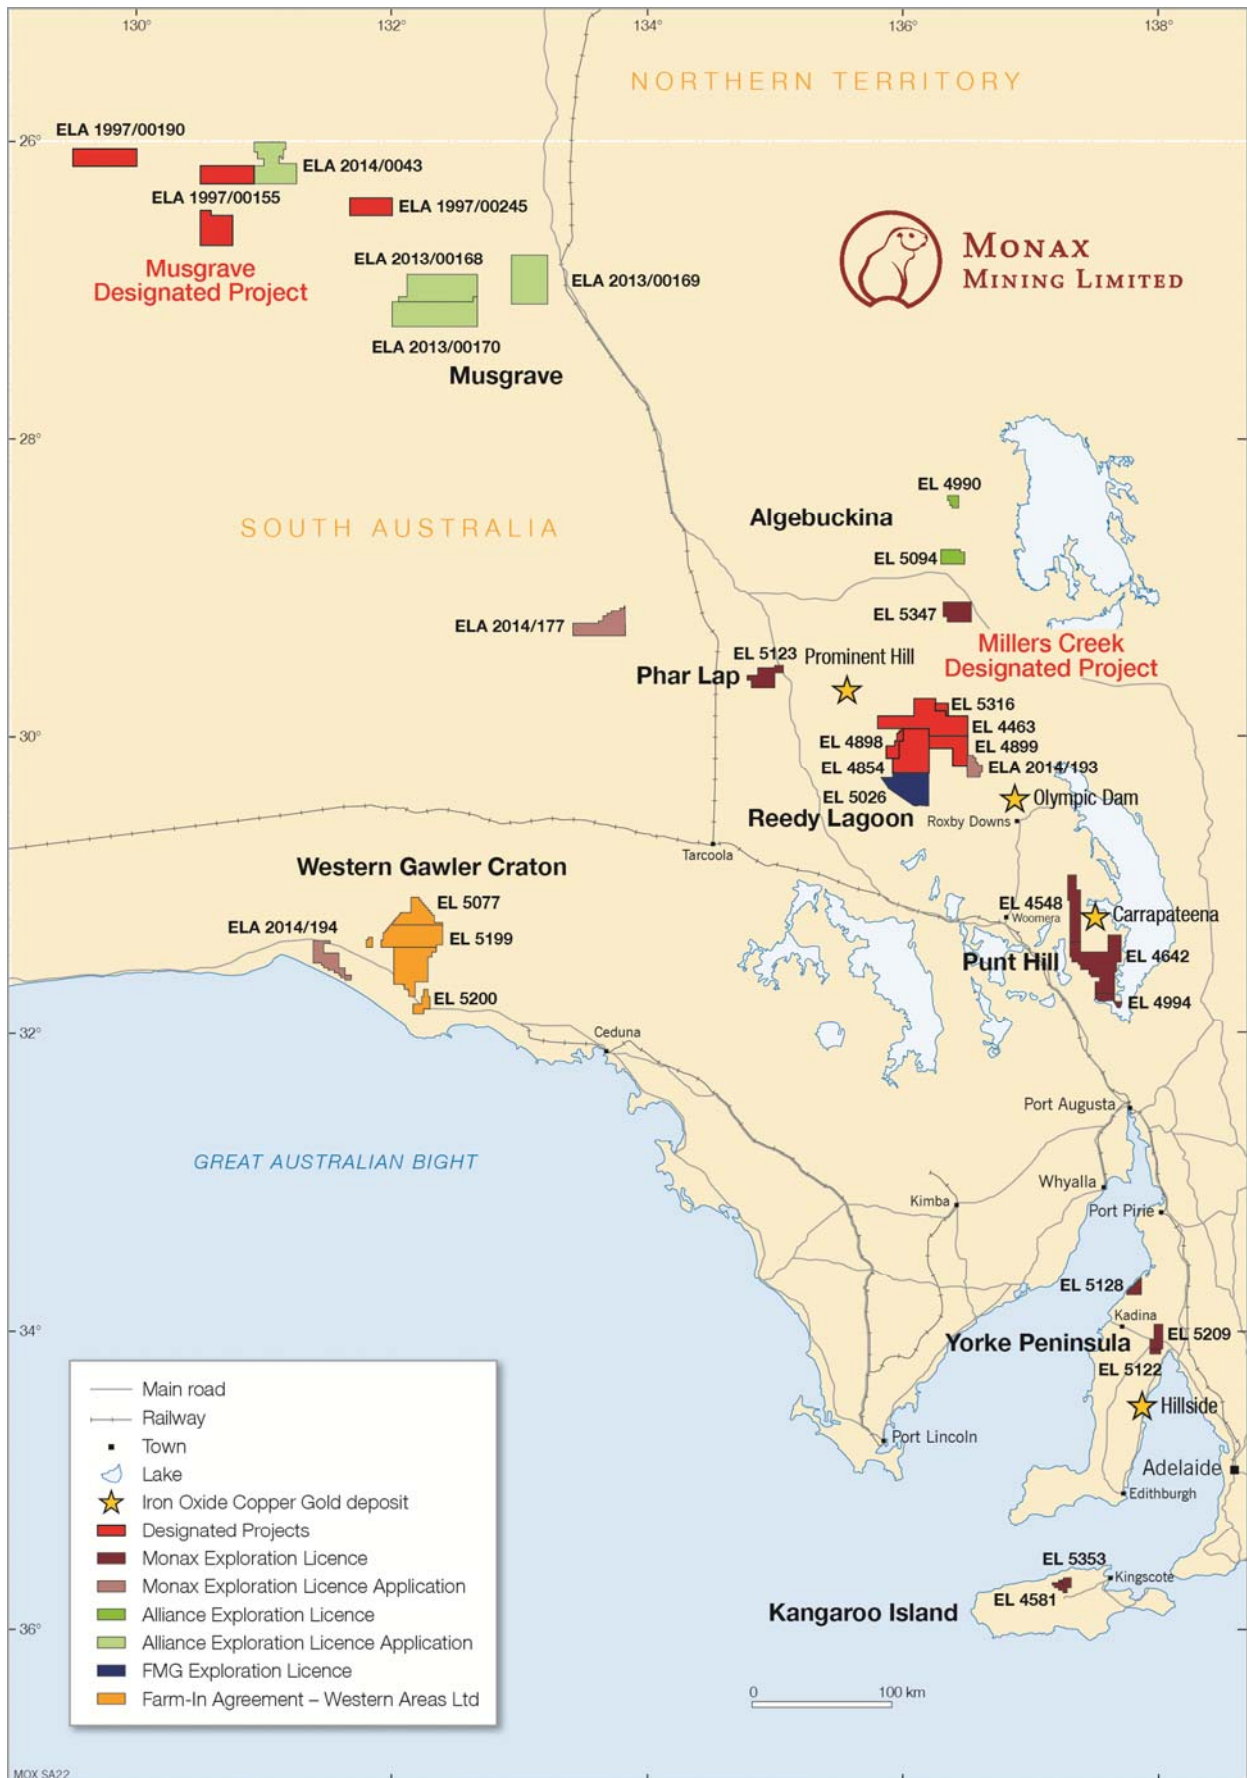 130°
132°
134°
136°
138°
NORTHERN TERRITORY
ELA 1997/00190
26°
ELA 2014/0043
ELA 1997/00155
ELA 1997/00245
Musgrave
Designated Project
MONAX
MINING LIMITED
ELA 2013/00168
ELA 2013/00169
ELA 2013/00170
Musgrave
28°
EL 4990
Algebuckina
SOUTH AUSTRALIA
EL 5094
EL 5347
ELA 2014/177
Millers Creek
Designated Project
EL 5123
Prominent Hill
Phar Lap
EL 5316
EL 4463
30°
EL 4898
EL 4899
EL 4854
ELA 2014/193
EL 5026
Olympic Dam
Reedy Lagoon
Roxby Downs
Tarcoola
Western Gawler Craton
EL 5077
EL 4548
Woomera
Carrapateena
ELA 2014/194
EL 5199
Punt Hill
EL 4642
EL 5200
EL 4994
32°
Ceduna
Port Augusta
GREAT AUSTRALIAN BIGHT
Whyalla
Kimba
Port Pirie
EL 5128
Kadina
34°
Yorke Peninsula
EL 5209
EL 5122
Hillside
Port Lincoln
Adelaide
Edithburgh
Main road
Railway
Town
Lake
Iron Oxide Copper Gold deposit
Designated Projects
Monax Exploration Licence
Monax Exploration Licence Application
Alliance Exploration Licence
Alliance Exploration Licence Application
FMG Exploration Licence
Farm-In Agreement – Western Areas Ltd
EL 5353
Kingscote
EL 4581
Kangaroo Island
36°
0
100 km
MOX SA22